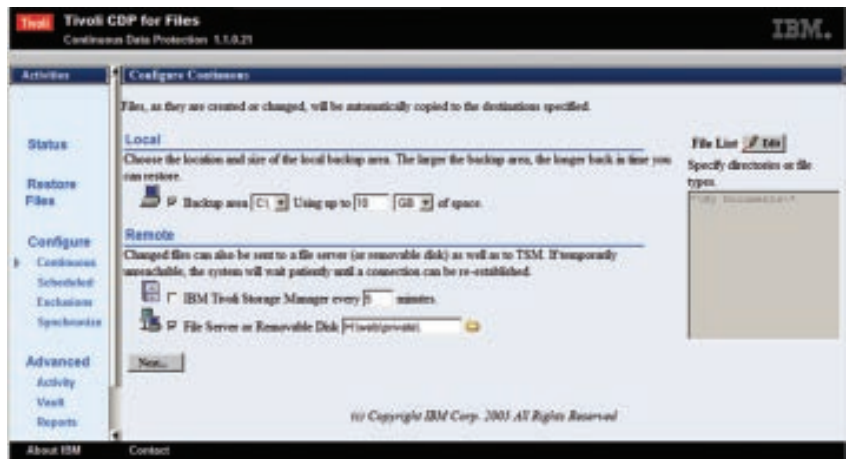 Tivoli Tivoli CDP for Files
Continuous Data Protection 1.1.0.21
IBM.
Activities
Configure Continuous
Files, as they are created or changed, will be automatically copied to the destinations specified.
Status
Restore
Files
Configure
Continuous
Scheduled
Exclusions
Synchronize
Advanced
Activity
Vault
Reports
Local
Choose the location and size of the local backup area. The larger the backup area, the longer back in time you
can restore.
Backup area C:\ Using up to 10 GB of space.
Remote
Changed files can also be sent to a file server (or removable disk) as well as to TSM. If temporarily
unreachable, the system will wait patiently until a connection can be re-established.
IBM Tivoli Storage Manager every 5 minutes.
File Server or Removable Disk H:\web\private\
Next...
File List Edit
Specify directories or file
types.
*\My Documents\*
(c) Copyright IBM Corp. 2005 All Rights Reserved
About IBM
Contact